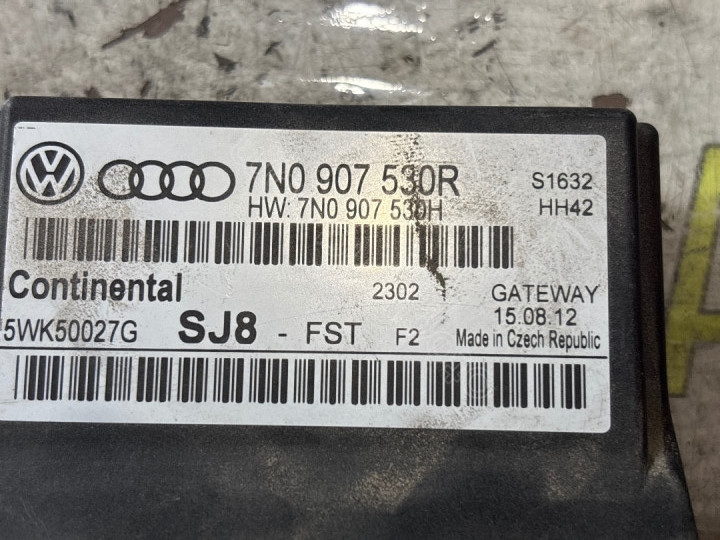 7N0 907 530R
HW: 7N0 907 530H
S1632
HH42
Continental
2302 1
GATEWAY
5WK50027G SJ8 - FST F2
15.08.12
Made in Czech Republic